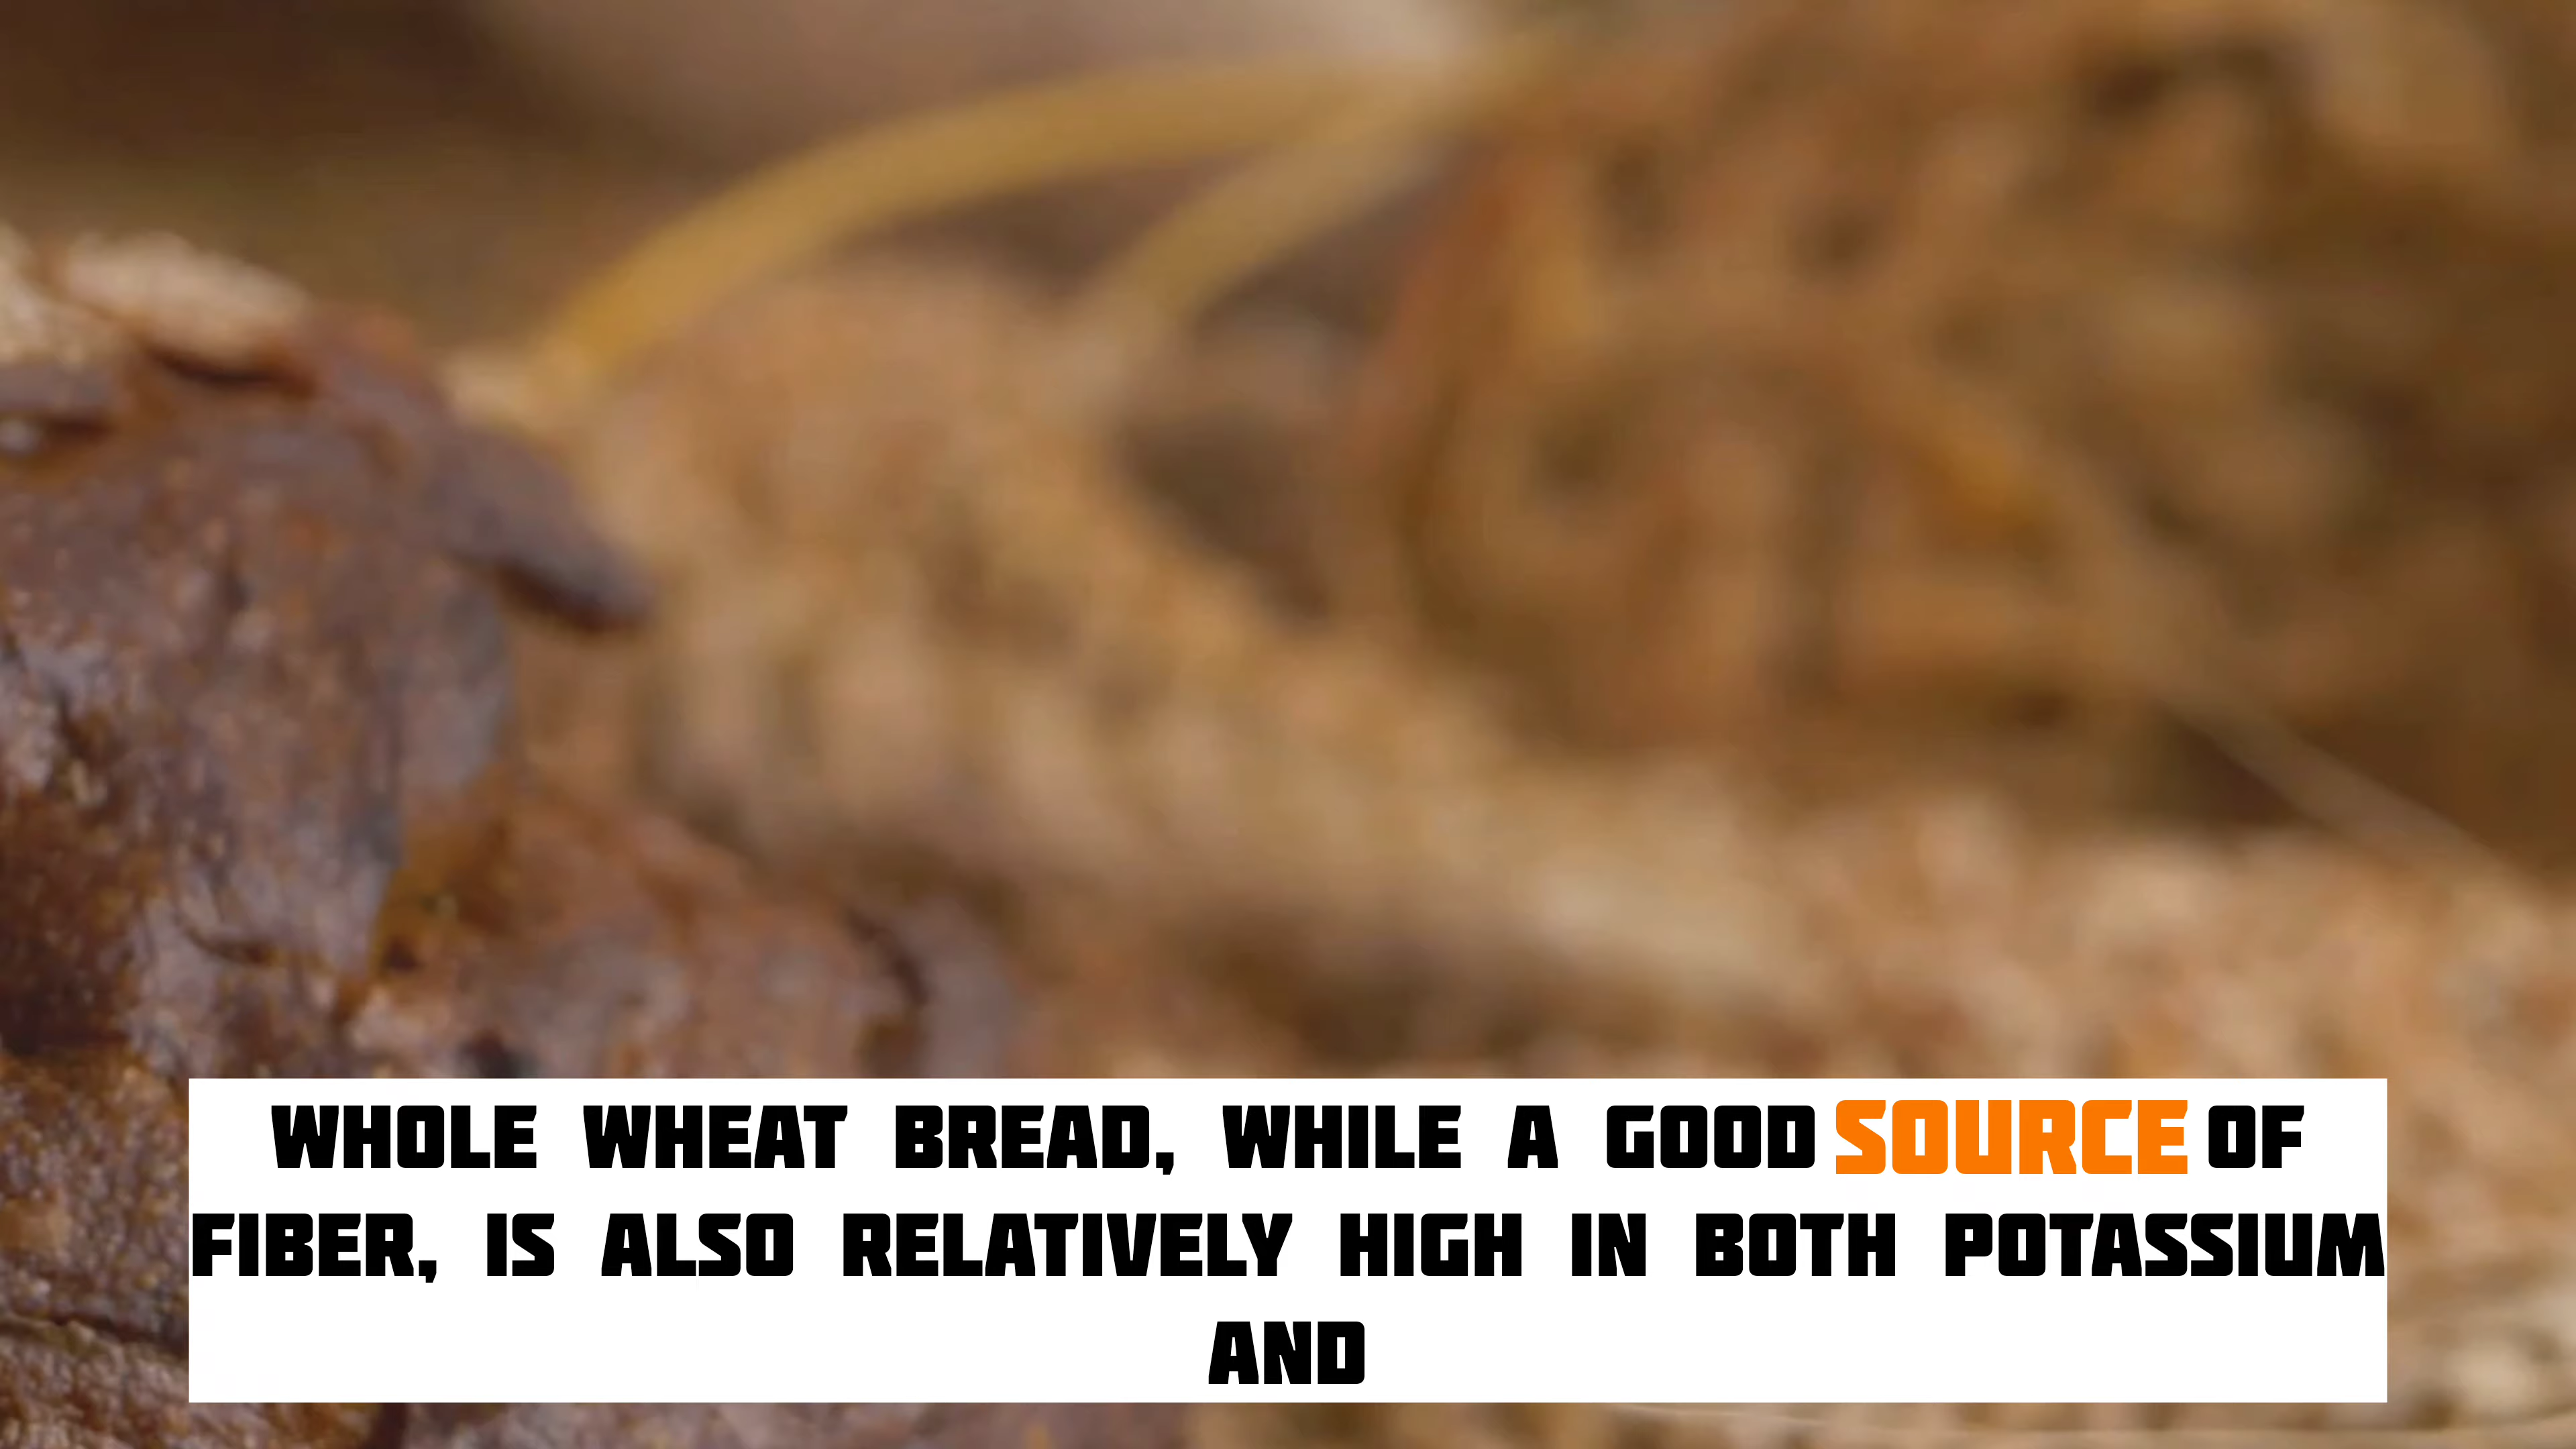 WHOLE WHEAT BREAD, WHILE A GOOD SOURCE OF
FIBER, IS ALSO RELATIVELY HIGH IN BOTH POTASSIUM
AND